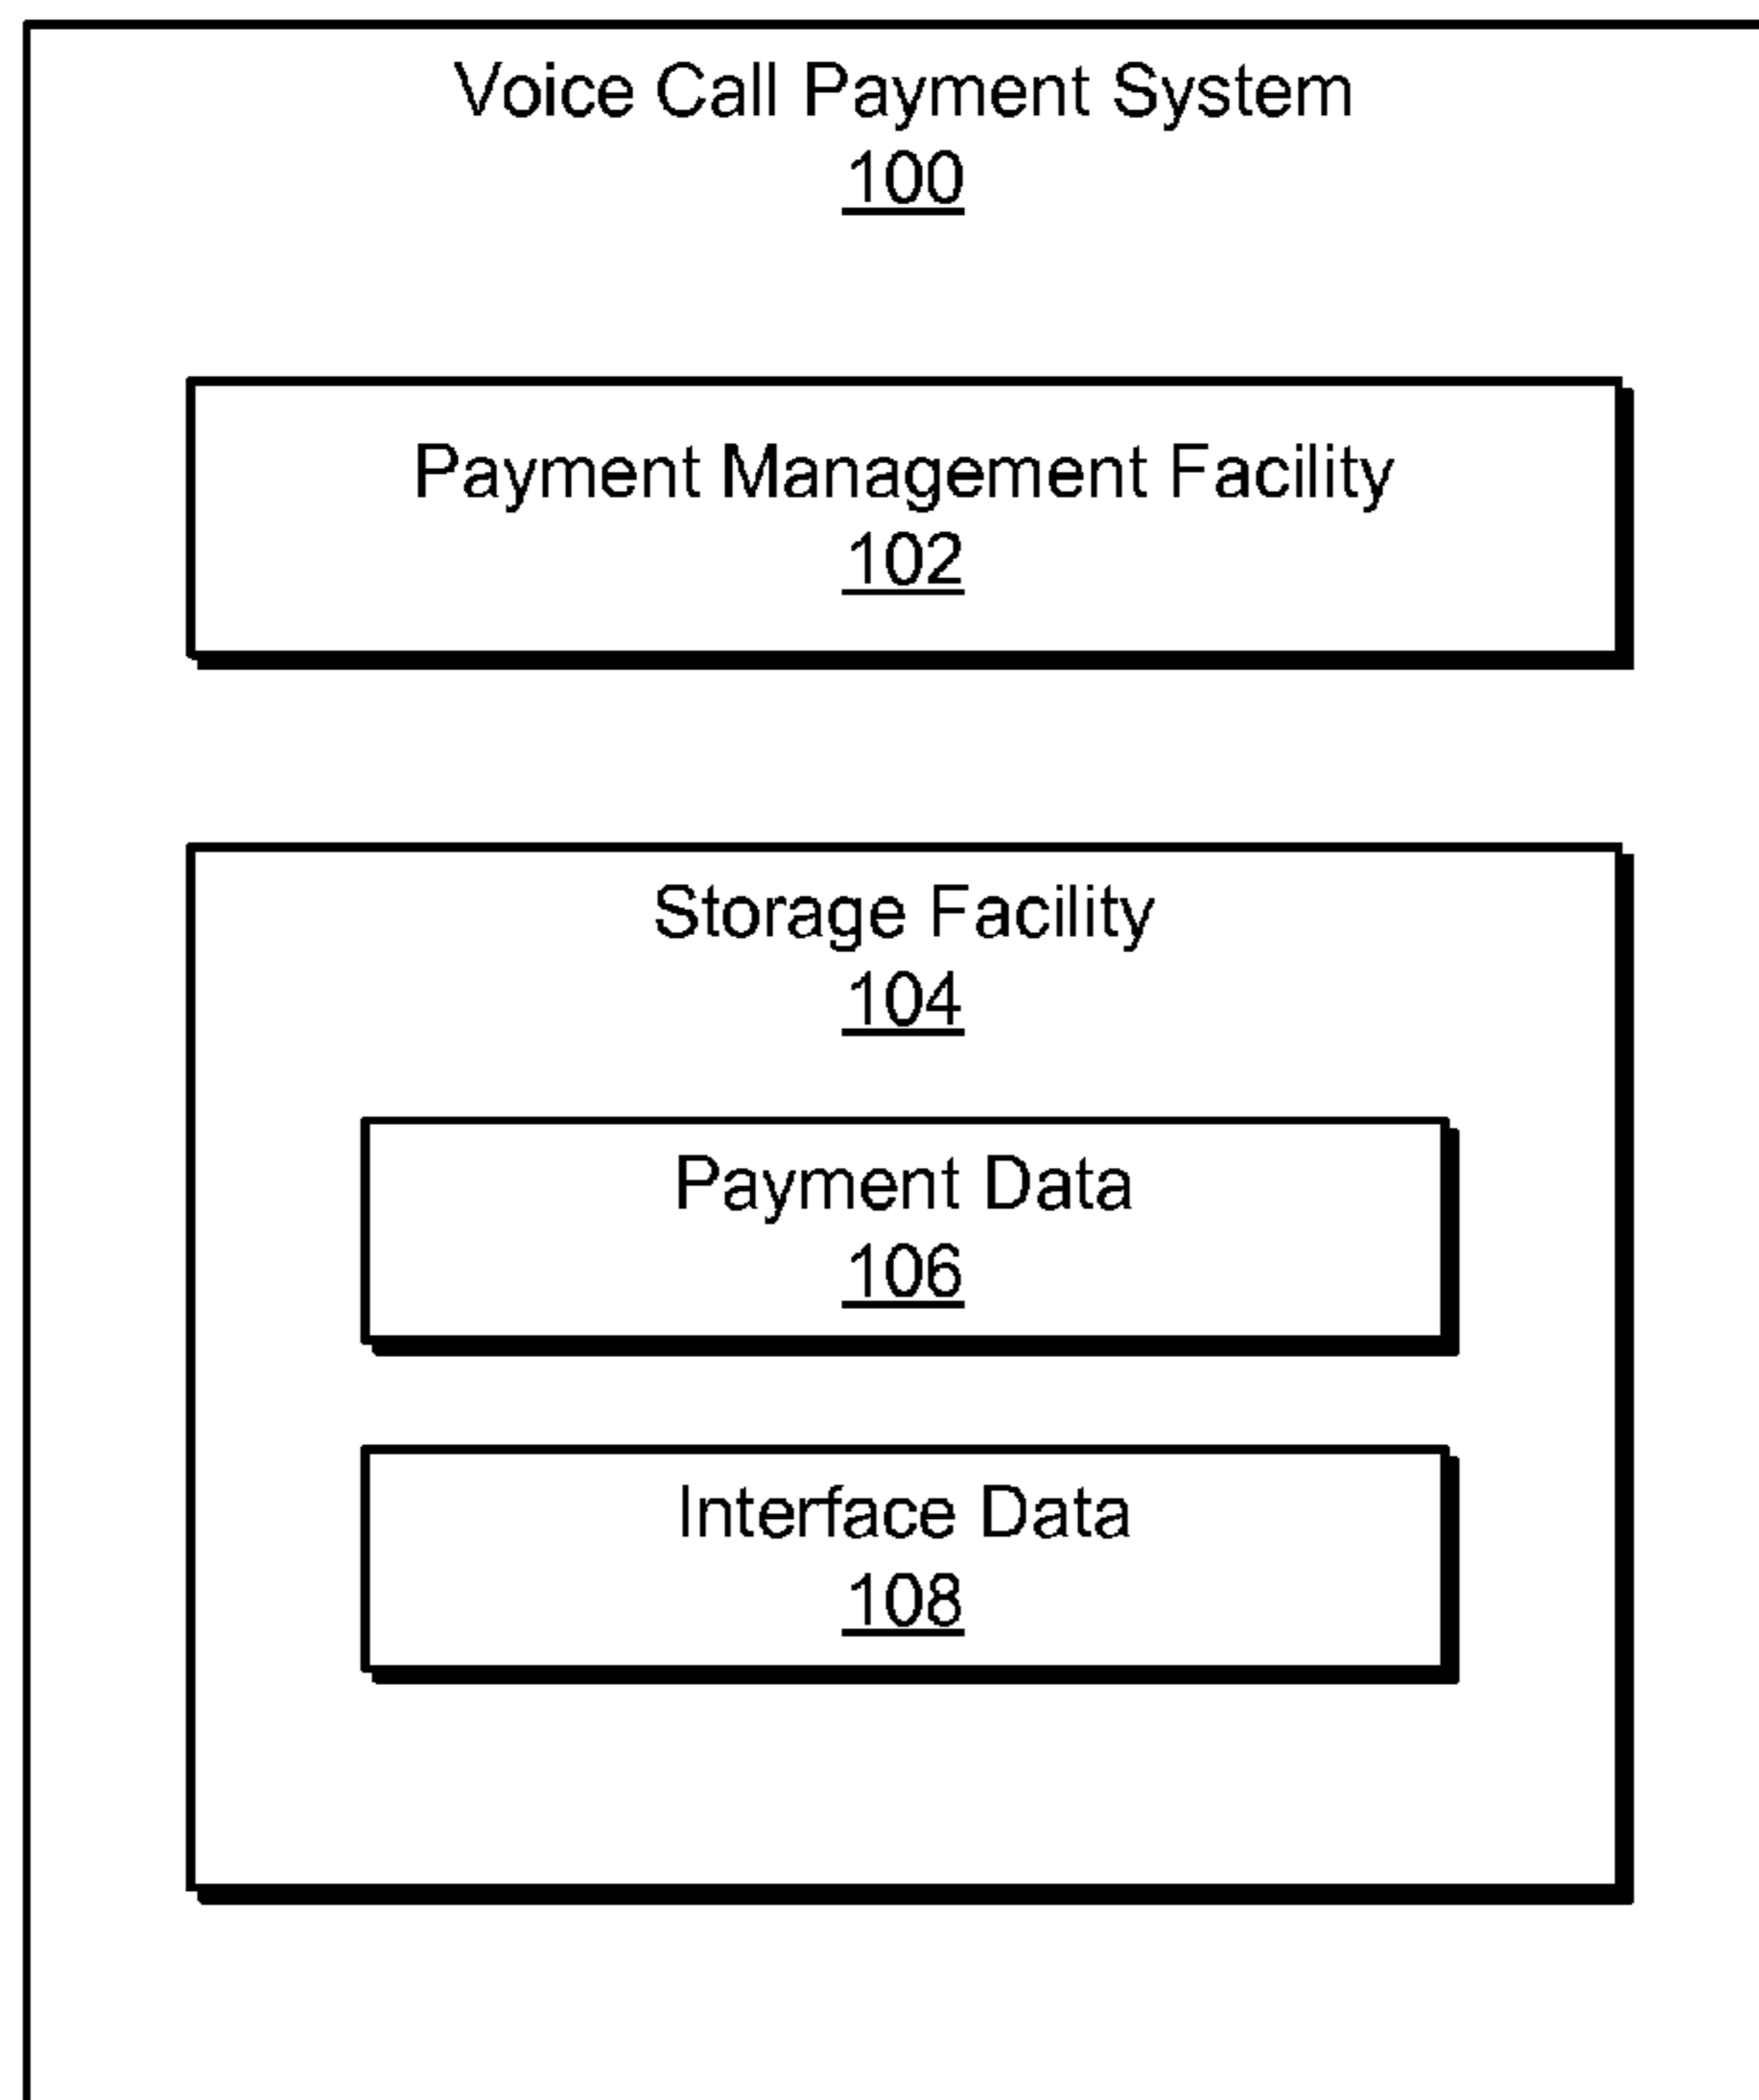 Voice Call Payment System
100
Payment Management Facility
102
Storage Facility
104
Payment Data
106
Interface Data
108